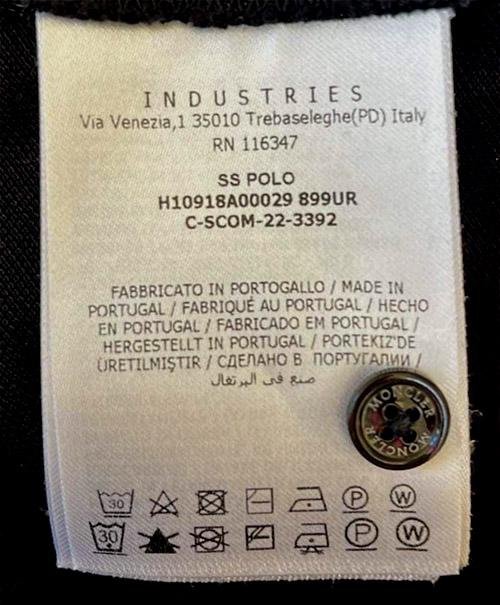 INDUSTRIES
Via Venezia,1 35010 Trebaseleghe(PD) Italy
RN 116347
SS POLO
H10918A00029 899UR
C-SCOM-22-3392
FABBRICATO IN PORTOGALLO / MADE IN
PORTUGAL / FABRIQUÉ AU PORTUGAL / HECHO
EN PORTUGAL / FABRICADO EM PORTUGAL /
HERGESTELLT IN PORTUGAL / PORTEKIZ'DE
ÜRETILMIŞTIR / СДЕЛАНО В ПОРТУГАЛИИ /
صنع في البرتغال
MONCLER
MONCLER
30 P W
30 P W